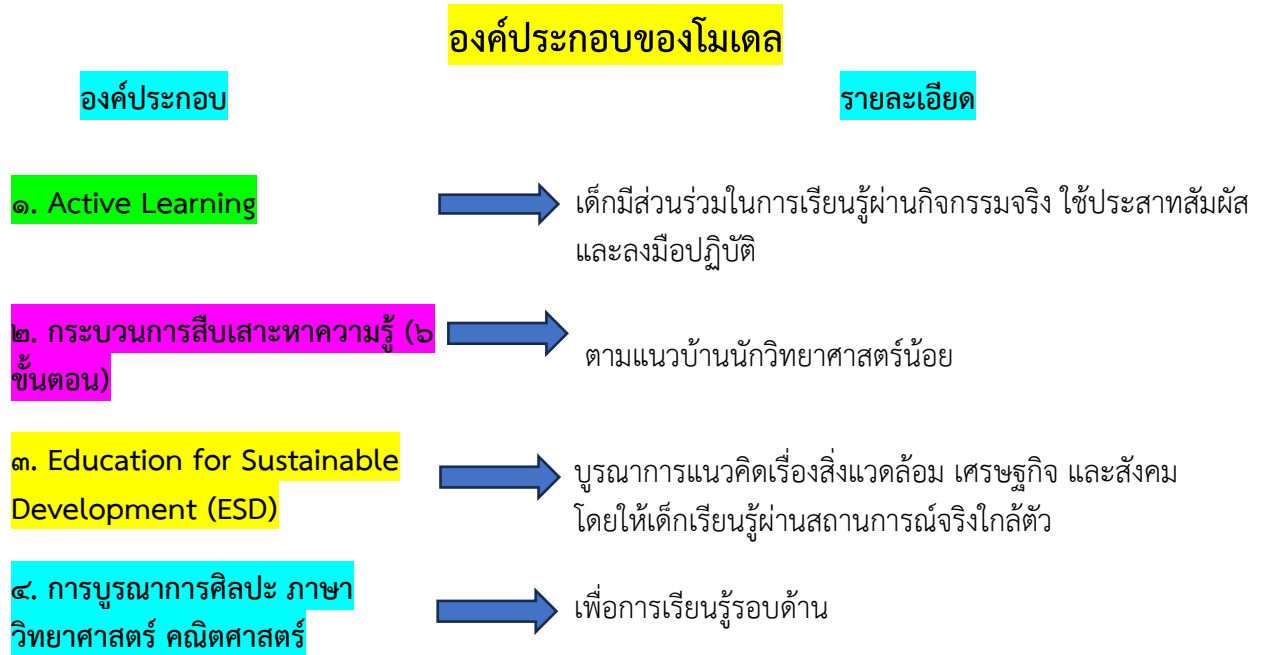 องค์ประกอบของโมเดล
องค์ประกอบ
รายละเอียด
๑. Active Learning
เด็กมีส่วนร่วมในการเรียนรู้ผ่านกิจกรรมจริง ใช้ประสาทสัมผัส
และลงมือปฏิบัติ
๒. กระบวนการสืบเสาะหาความรู้ (๖
ขั้นตอน)
ตามแนวบ้านนักวิทยาศาสตร์น้อย
๓. Education for Sustainable
Development (ESD)
บูรณาการแนวคิดเรื่องสิ่งแวดล้อม เศรษฐกิจ และสังคม
โดยให้เด็กเรียนรู้ผ่านสถานการณ์จริงใกล้ตัว
๔. การบูรณาการศิลปะ ภาษา
วิทยาศาสตร์ คณิตศาสตร์
เพื่อการเรียนรู้รอบด้าน